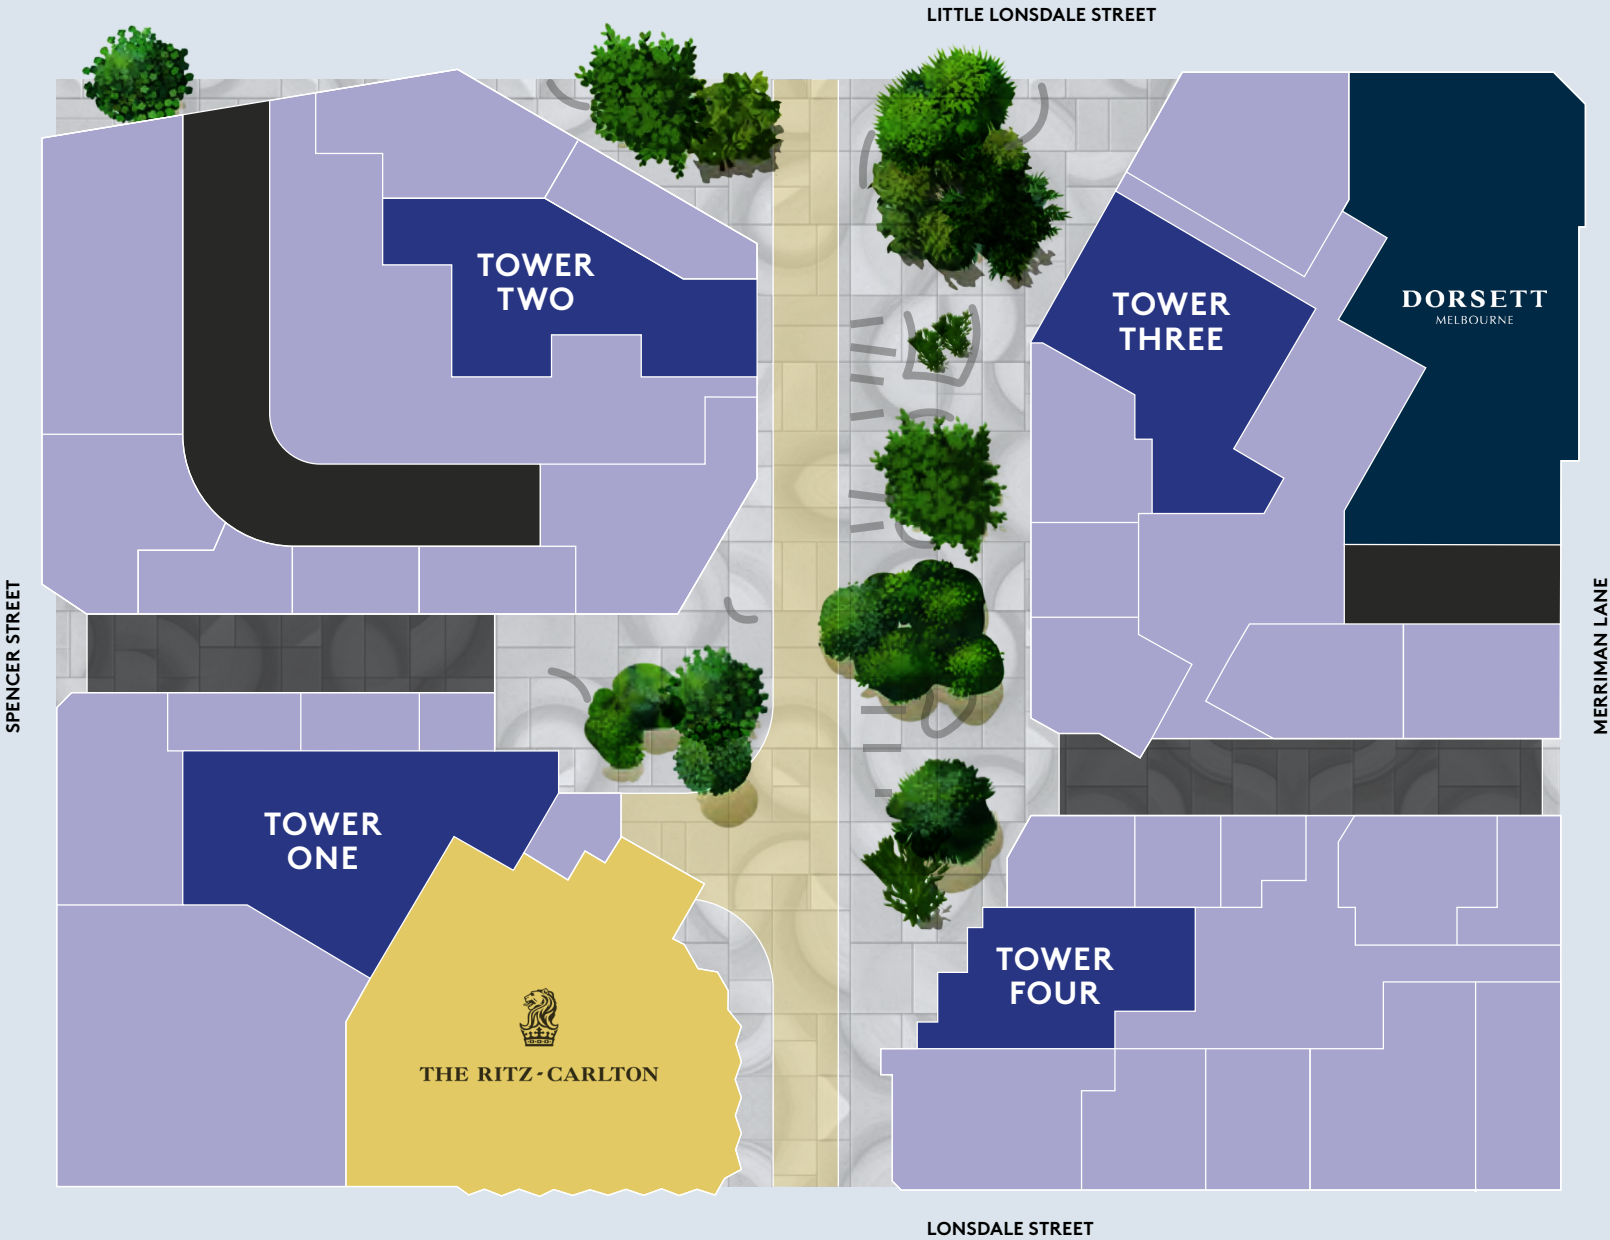 LITTLE LONSDALE STREET
TOWER
TWO
TOWER
THREE
DORSETT
MELBOURNE
SPENCER STREET
MERRIMAN LANE
TOWER
ONE
TOWER
FOUR
THE RITZ-CARLTON
LONSDALE STREET